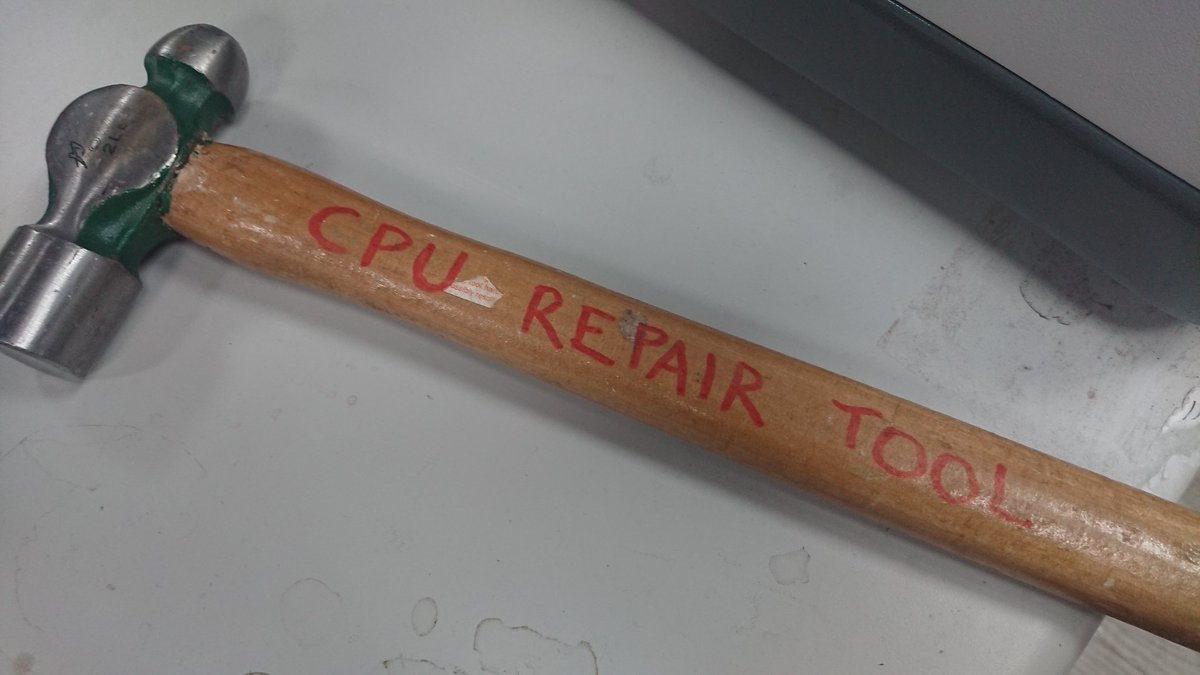 CPU REPAIR TOOL